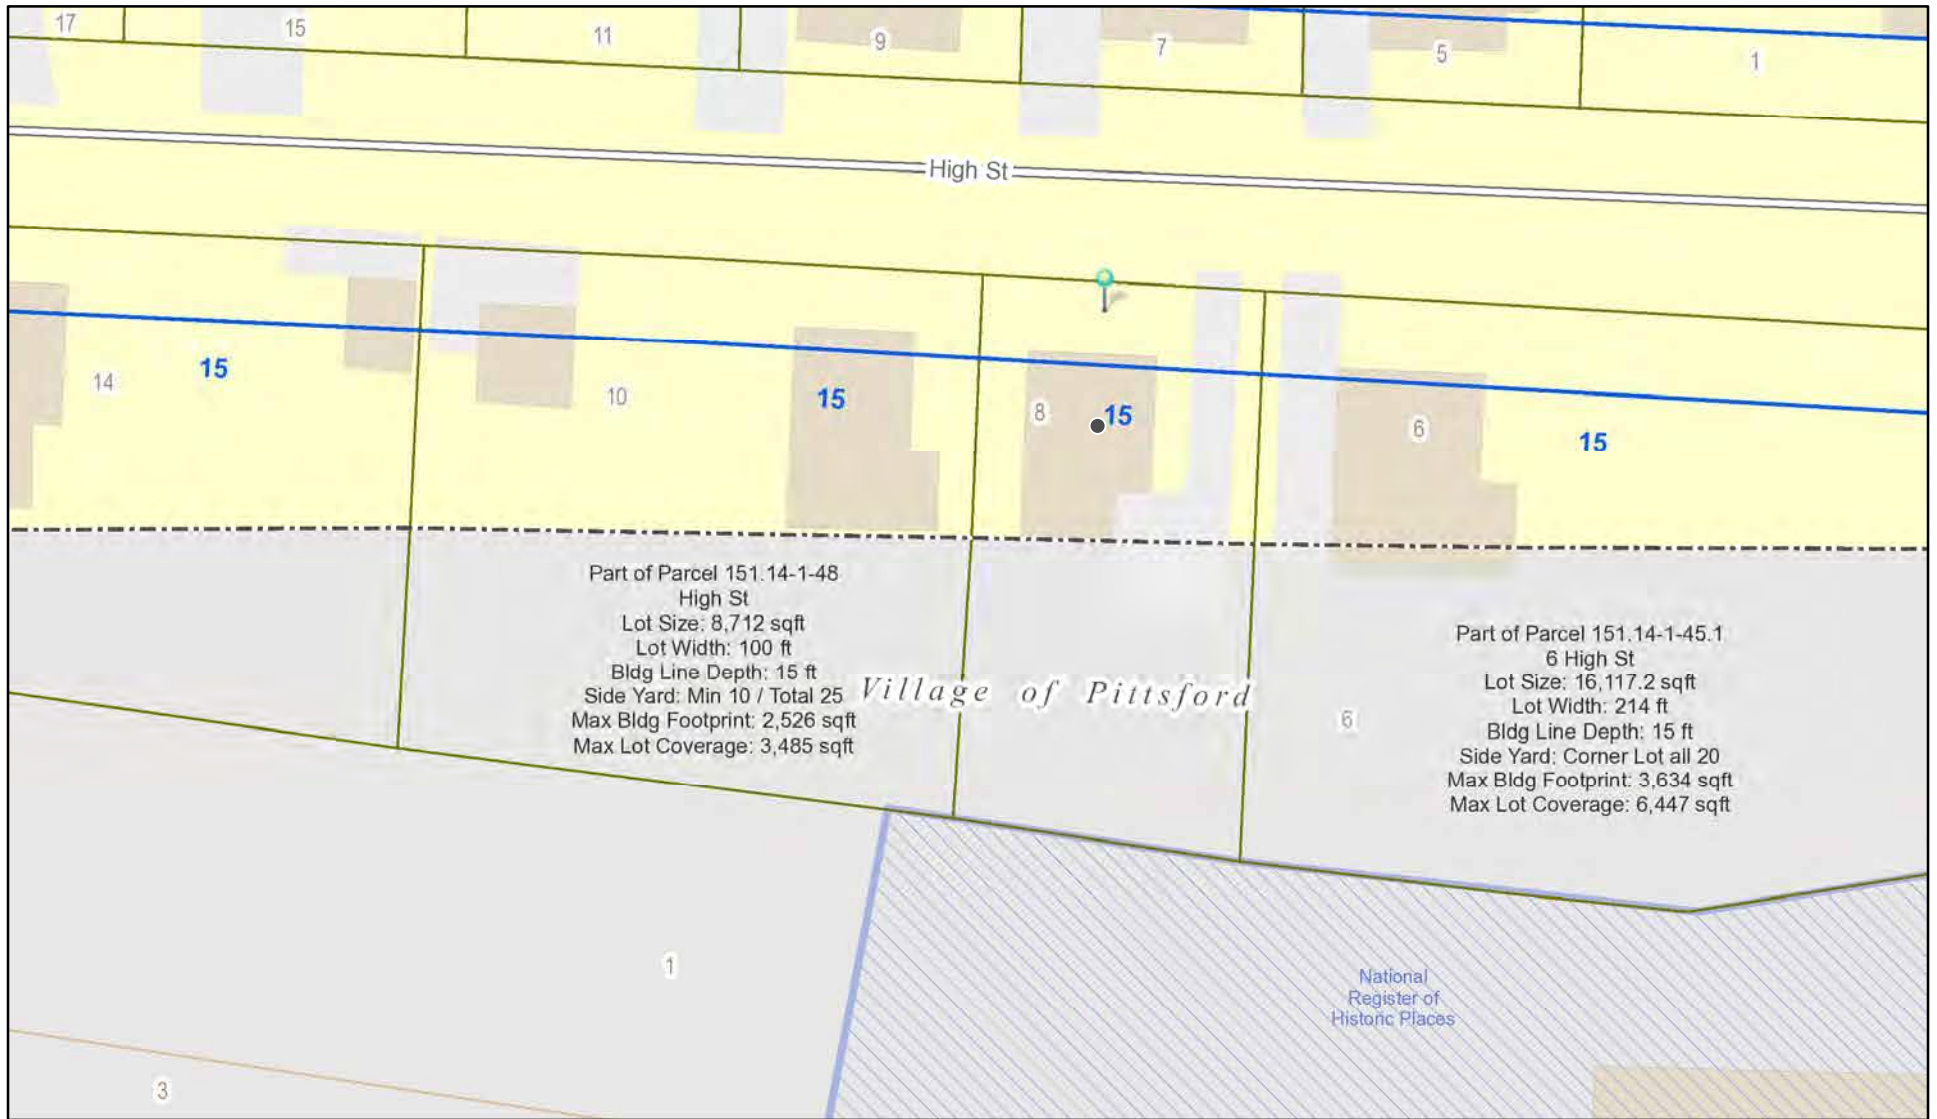 17
15
11
9
7
5
1
High St
14
15
10
15
8
15
6
15
Part of Parcel 151.14-1-48
High St
Lot Size: 8,712 sqft
Lot Width: 100 ft
Bldg Line Depth: 15 ft
Side Yard: Min 10 / Total 25
Max Bldg Footprint: 2,526 sqft
Max Lot Coverage: 3,485 sqft
Village of Pittsford
6
Part of Parcel 151.14-1-45.1
6 High St
Lot Size: 16,117.2 sqft
Lot Width: 214 ft
Bldg Line Depth: 15 ft
Side Yard: Corner Lot all 20
Max Bldg Footprint: 3,634 sqft
Max Lot Coverage: 6,447 sqft
1
National
Register of
Historic Places
3